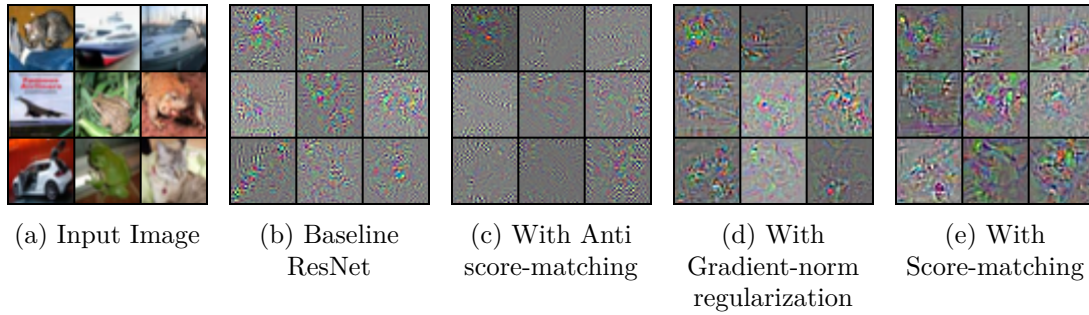 (a) Input Image
(b) Baseline
ResNet
(c) With Anti
score-matching
(d) With
Gradient-norm
regularization
(e) With
Score-matching